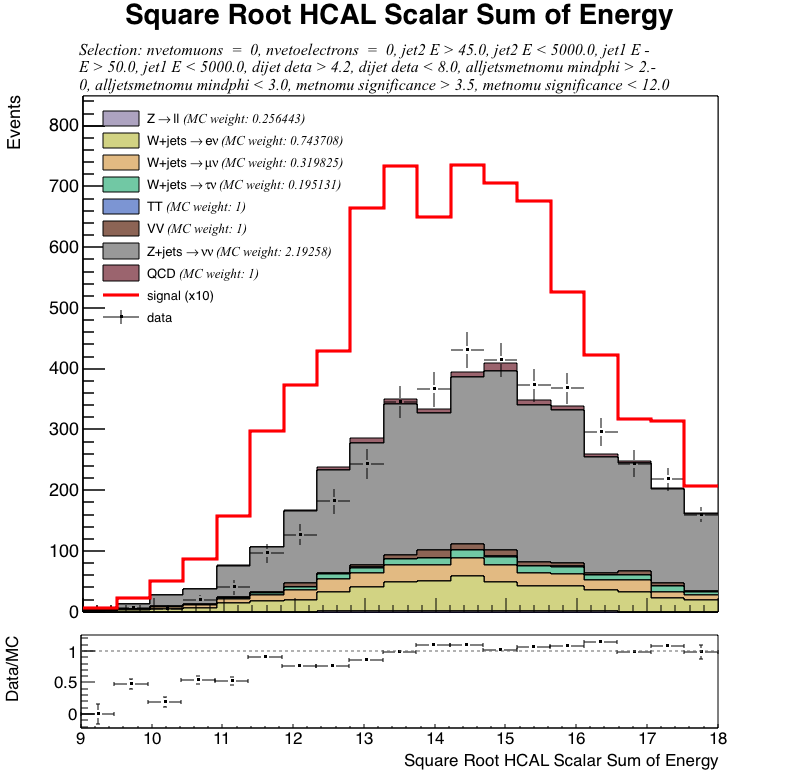 Square Root HCAL Scalar Sum of Energy
Selection: nvetomuons = 0, nvetoelectrons = 0, jet2 E > 45.0, jet2 E < 5000.0, jet1 E -
E > 50.0, jet1 E < 5000.0, dijet deta > 4.2, dijet deta < 8.0, alljetsmetnomu mindphi > 2.-
0, alljetsmetnomu mindphi < 3.0, metnomu significance > 3.5, metnomu significance < 12.0
Events
800
700
600
500
400
300
200
100
0
Z→ll (MC weight: 0.256443)
W+jets→eν (MC weight: 0.743708)
W+jets→μν (MC weight: 0.319825)
W+jets→τν (MC weight: 0.195131)
TT (MC weight: 1)
VV (MC weight: 1)
Z+jets→νν (MC weight: 2.19258)
QCD (MC weight: 1)
signal (x10)
data
Data/MC
1
0.5
0
9 10 11 12 13 14 15 16 17 18
Square Root HCAL Scalar Sum of Energy